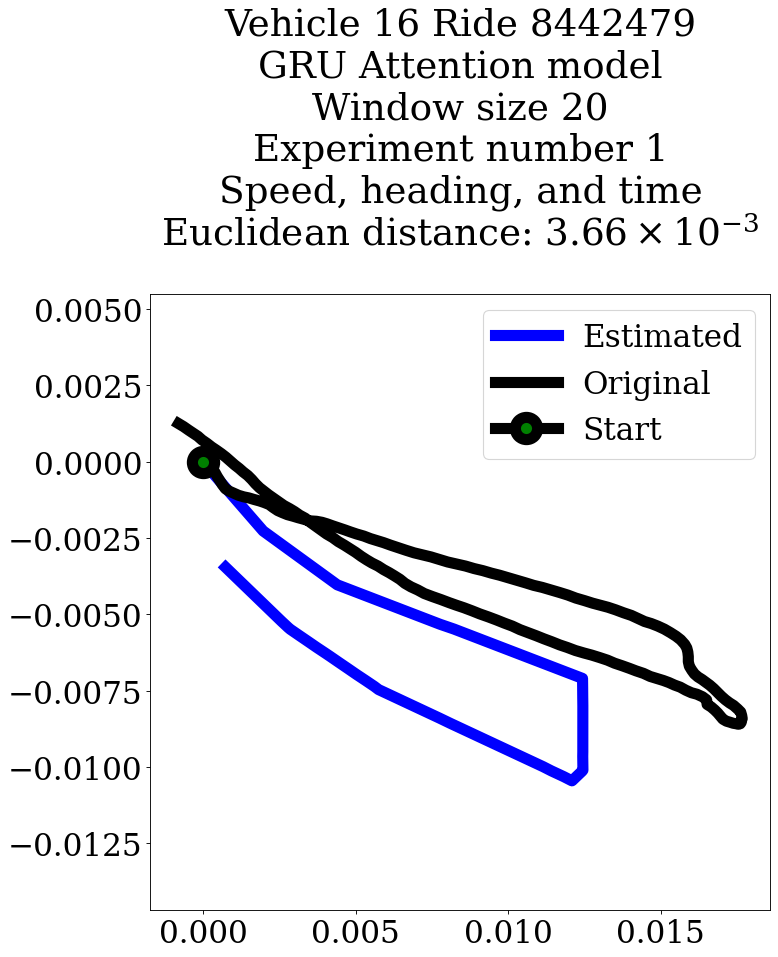 Vehicle 16 Ride 8442479
GRU Attention model
Window size 20
Experiment number 1
Speed, heading, and time
Euclidean distance: 3.66 × 10⁻³
Estimated
Original
Start
0.0050
0.0025
0.0000
−0.0025
−0.0050
−0.0075
−0.0100
−0.0125
0.000 0.005 0.010 0.015